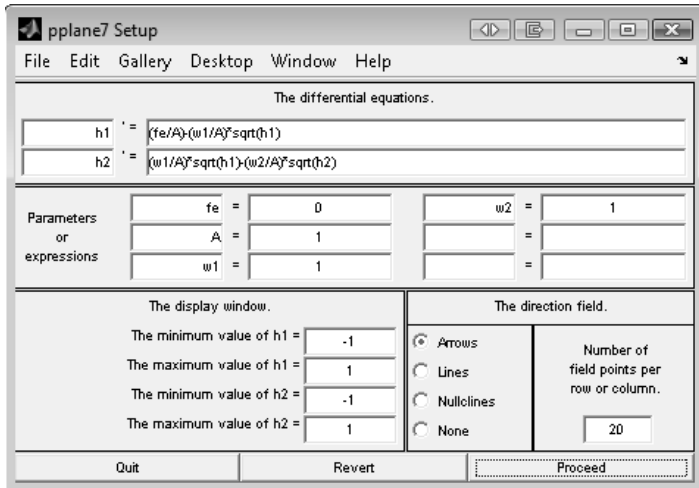 pplane7 Setup
File Edit Gallery Desktop Window Help
The differential equations.
h1 ' = (fe/A)-(w1/A)*sqrt(h1)
h2 ' = (w1/A)*sqrt(h1)-(w2/A)*sqrt(h2)
Parameters or expressions
fe = 0 w2 = 1
A = 1 =
w1 = 1 =
The display window.
The minimum value of h1 = -1
The maximum value of h1 = 1
The minimum value of h2 = -1
The maximum value of h2 = 1
The direction field.
Arrows
Lines
Nullclines
None
Number of
field points per
row or column.
20
Quit Revert Proceed